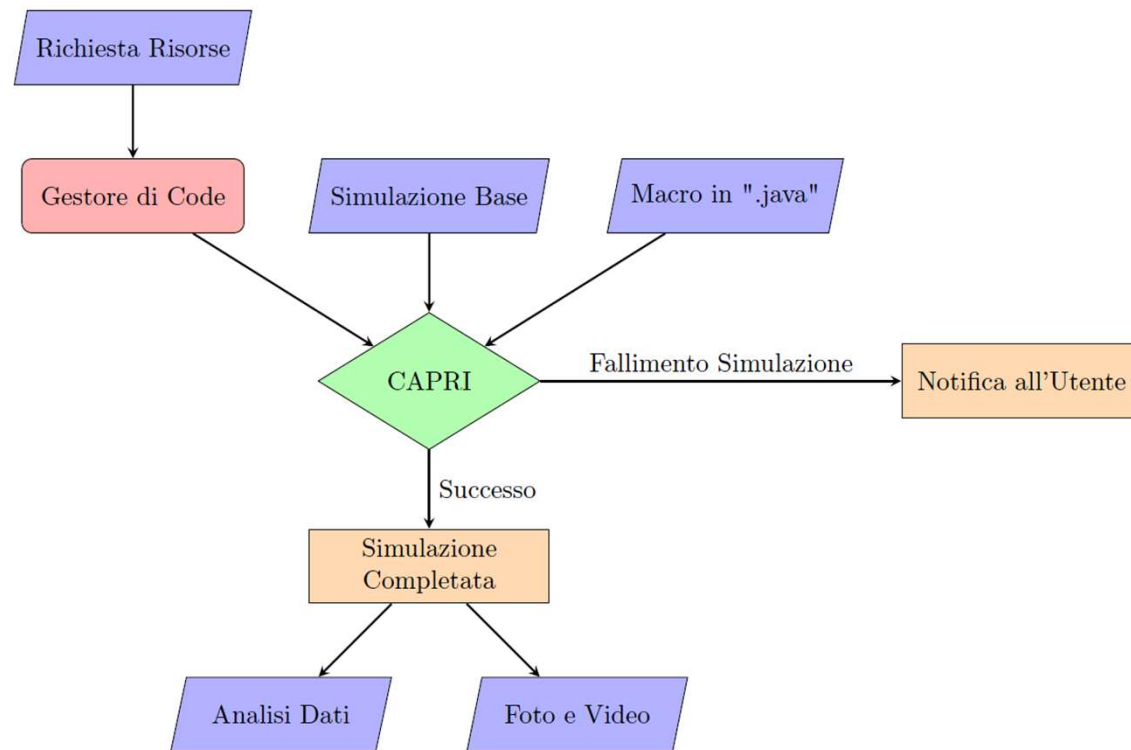 Richiesta Risorse
Gestore di Code
Simulazione Base
Macro in ".java"
CAPRI
Fallimento Simulazione
Notifica all'Utente
Successo
Simulazione
Completata
Analisi Dati
Foto e Video